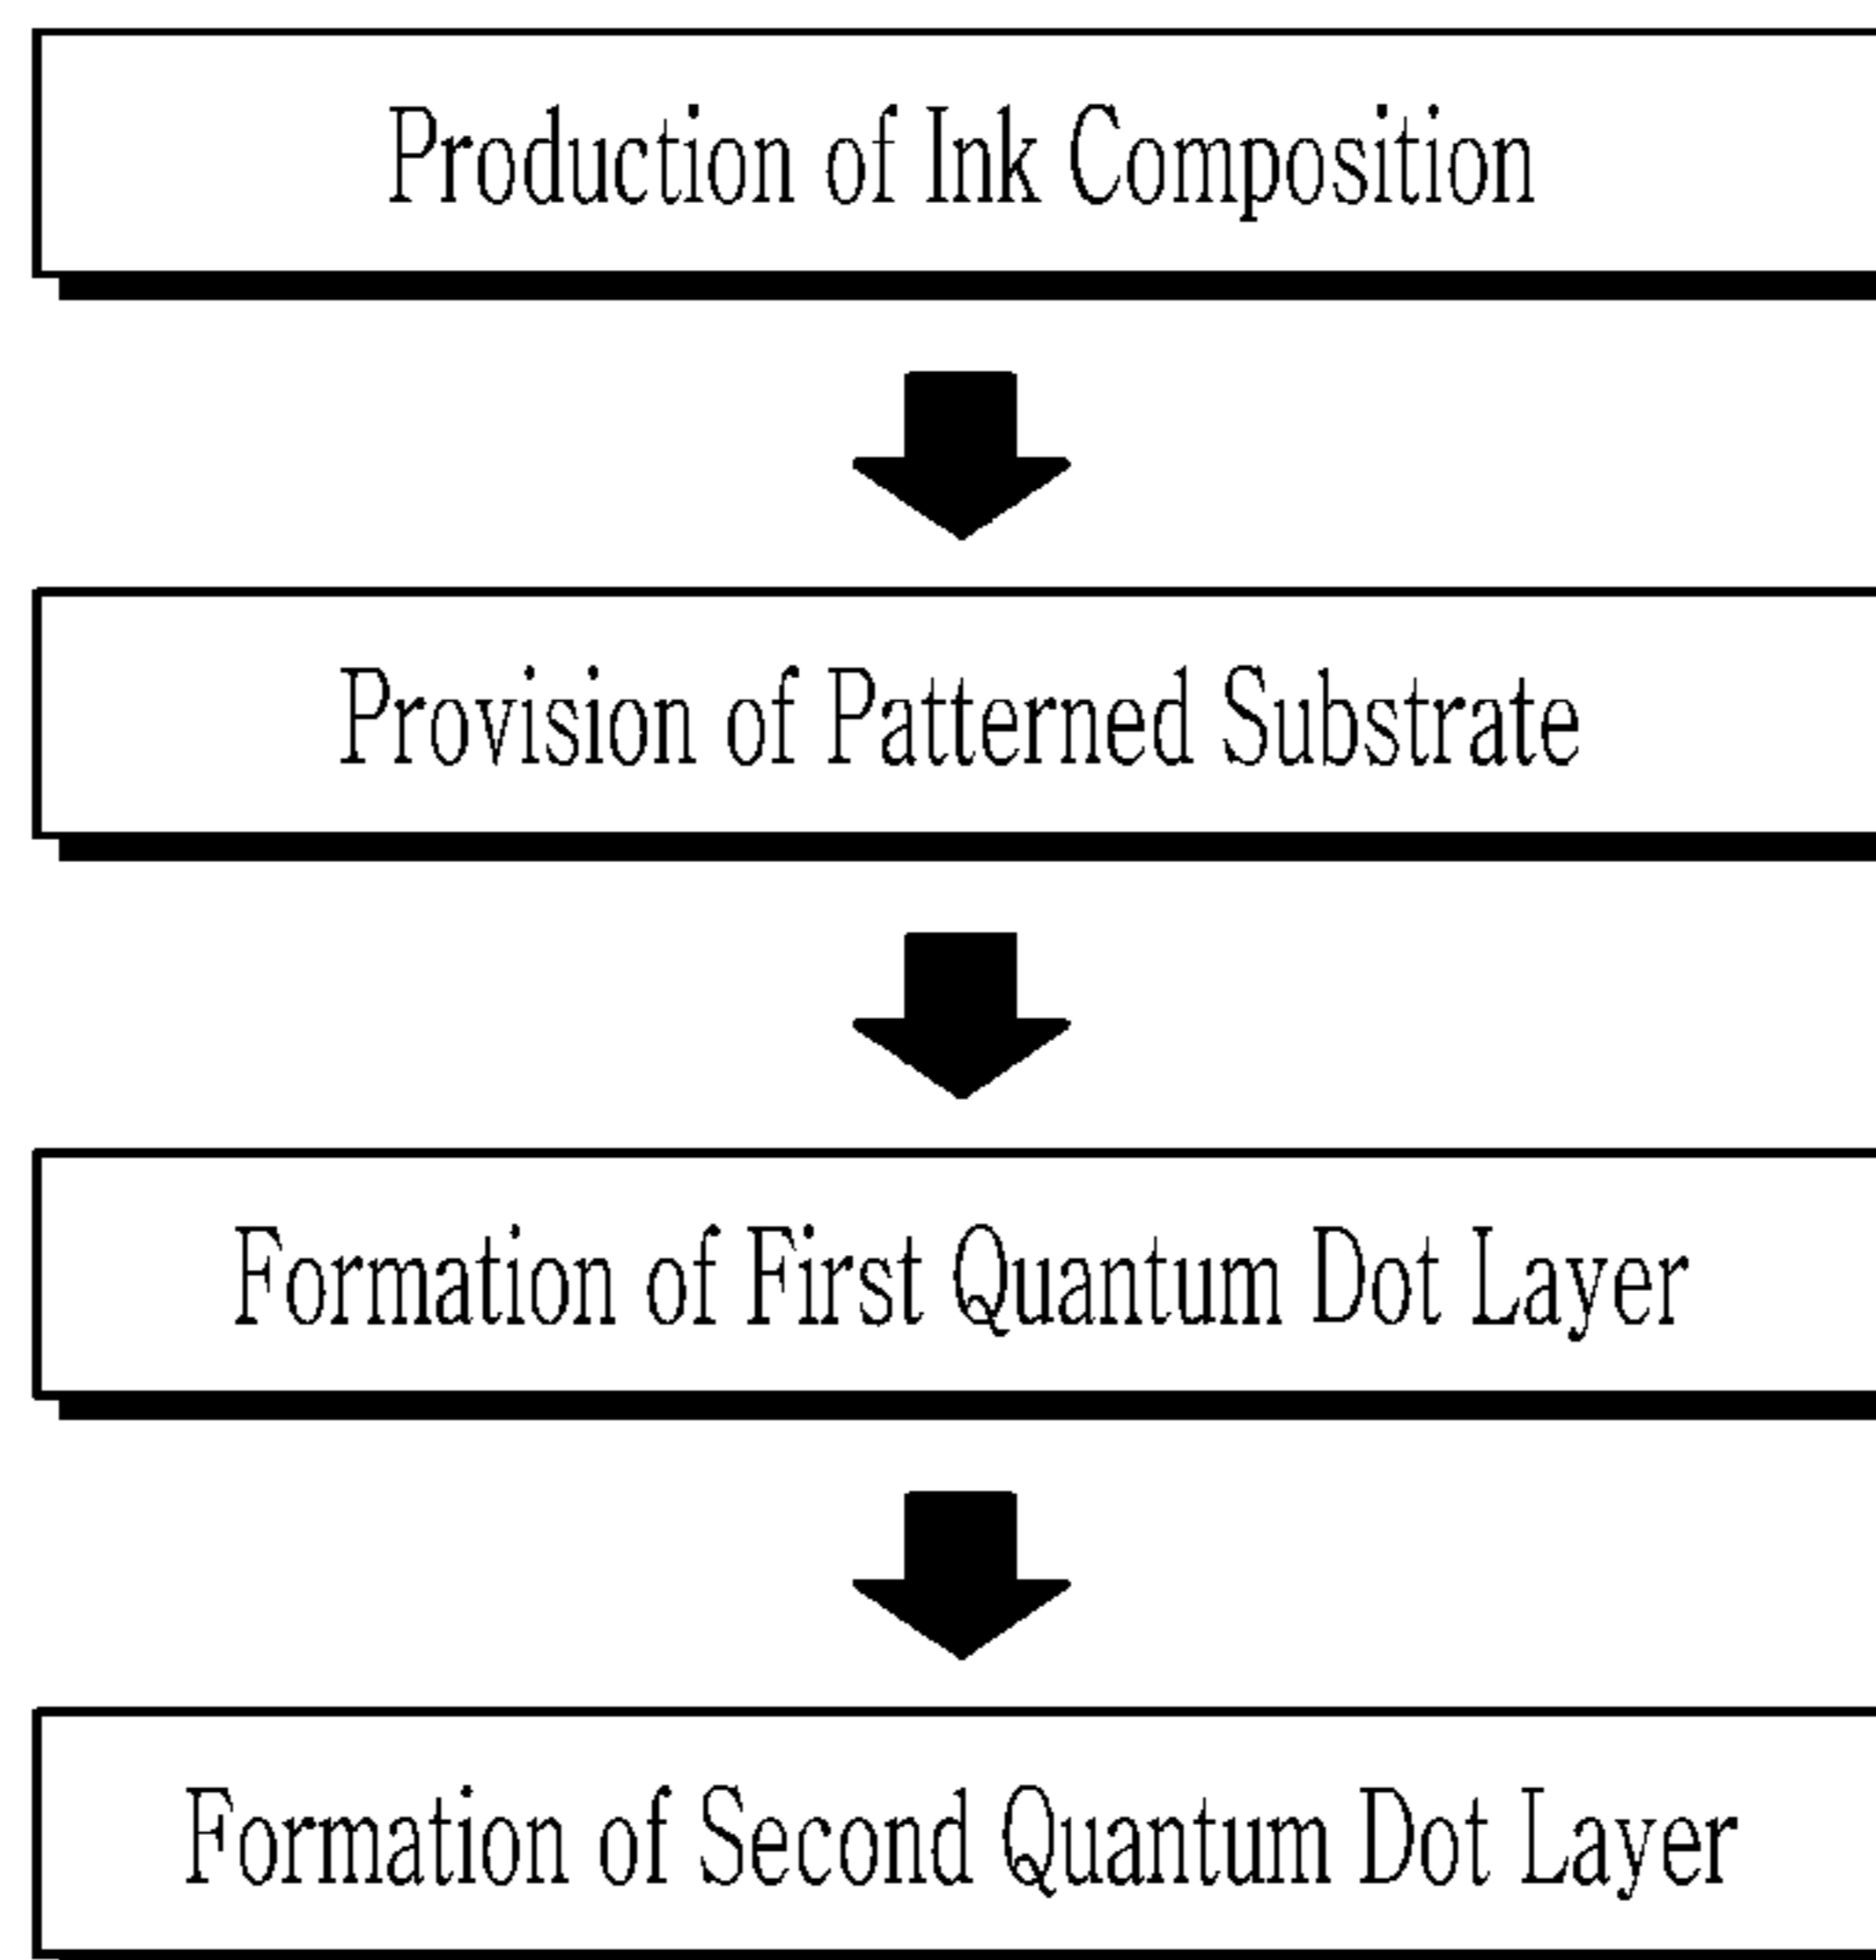 Production of Ink Composition
Provision of Patterned Substrate
Formation of First Quantum Dot Layer
Formation of Second Quantum Dot Layer